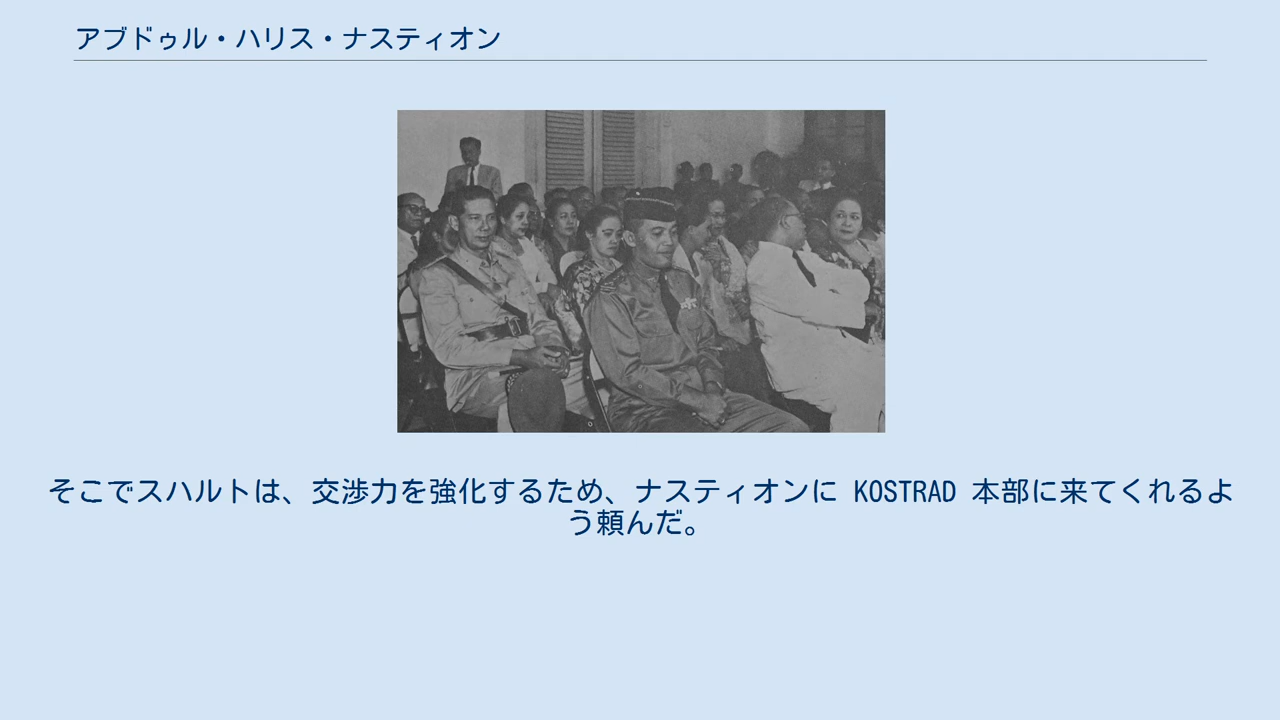 アブドゥル・ハリス・ナスティオン
そこでスハルトは、交渉力を強化するため、ナスティオンに KOSTRAD 本部に来てくれるよ
う頼んだ。